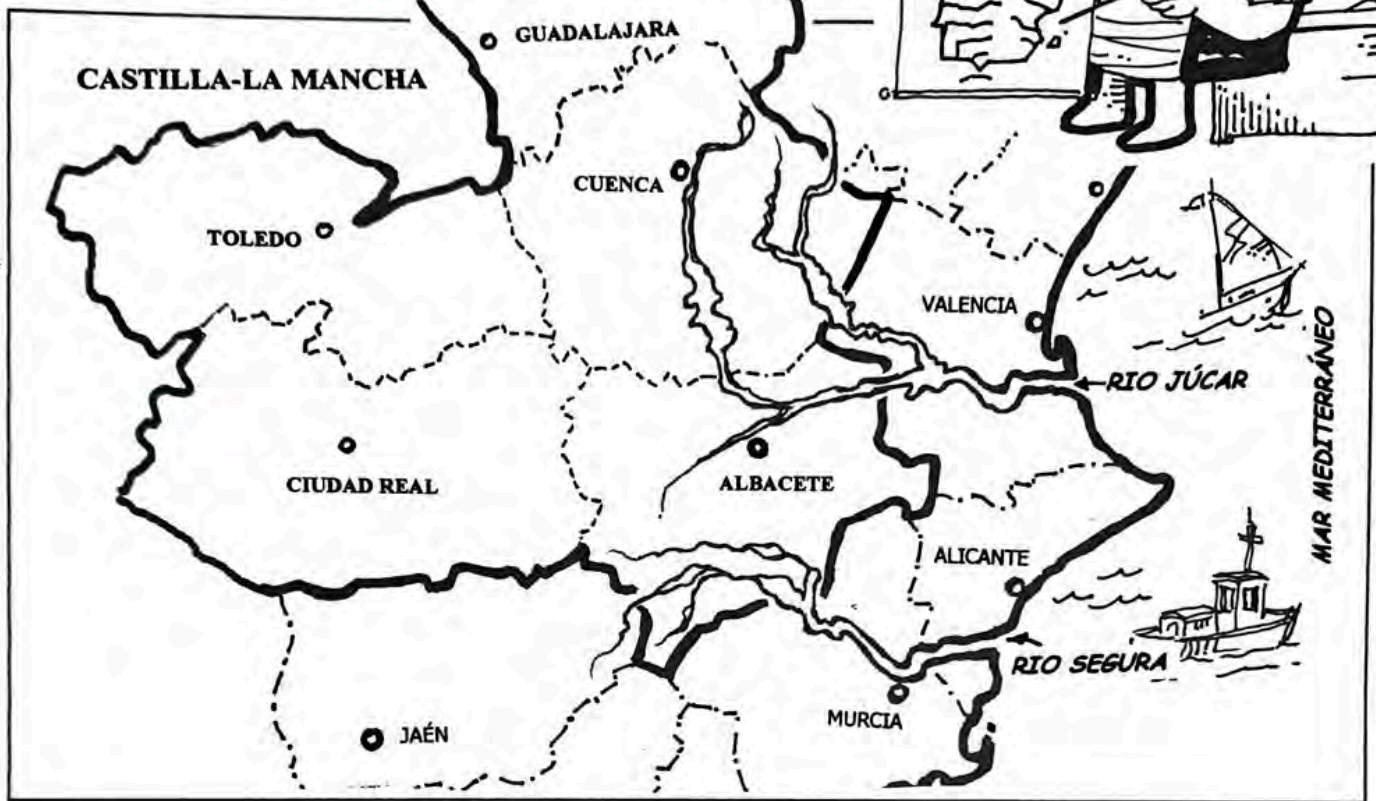 GUADALAJARA
CASTILLA-LA MANCHA
CUENCA
TOLEDO
VALENCIA
RIO JÚCAR
MAR MEDITERRÁNEO
CIUDAD REAL
ALBACETE
ALICANTE
RIO SEGURA
MURCIA
JAÉN